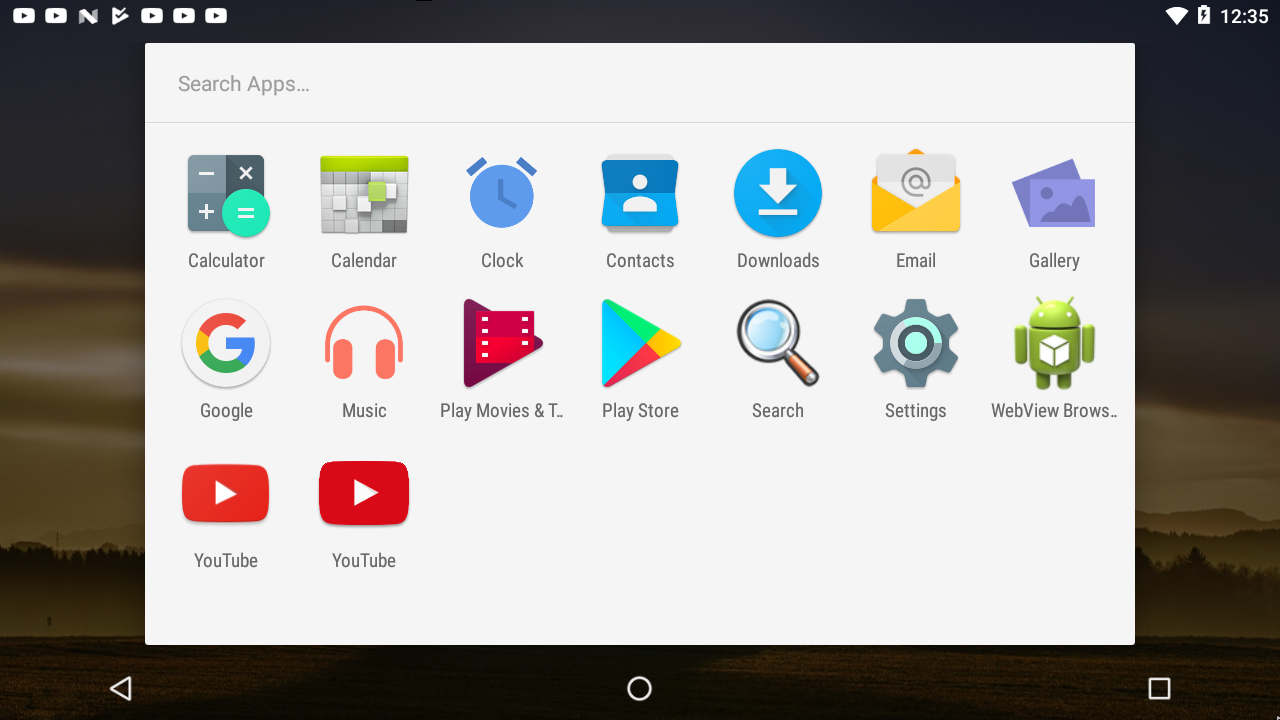 12:35
Search Apps…
Calculator
Calendar
Clock
Contacts
Downloads
Email
Gallery
Google
Music
Play Movies & T..
Play Store
Search
Settings
WebView Brows..
YouTube
YouTube